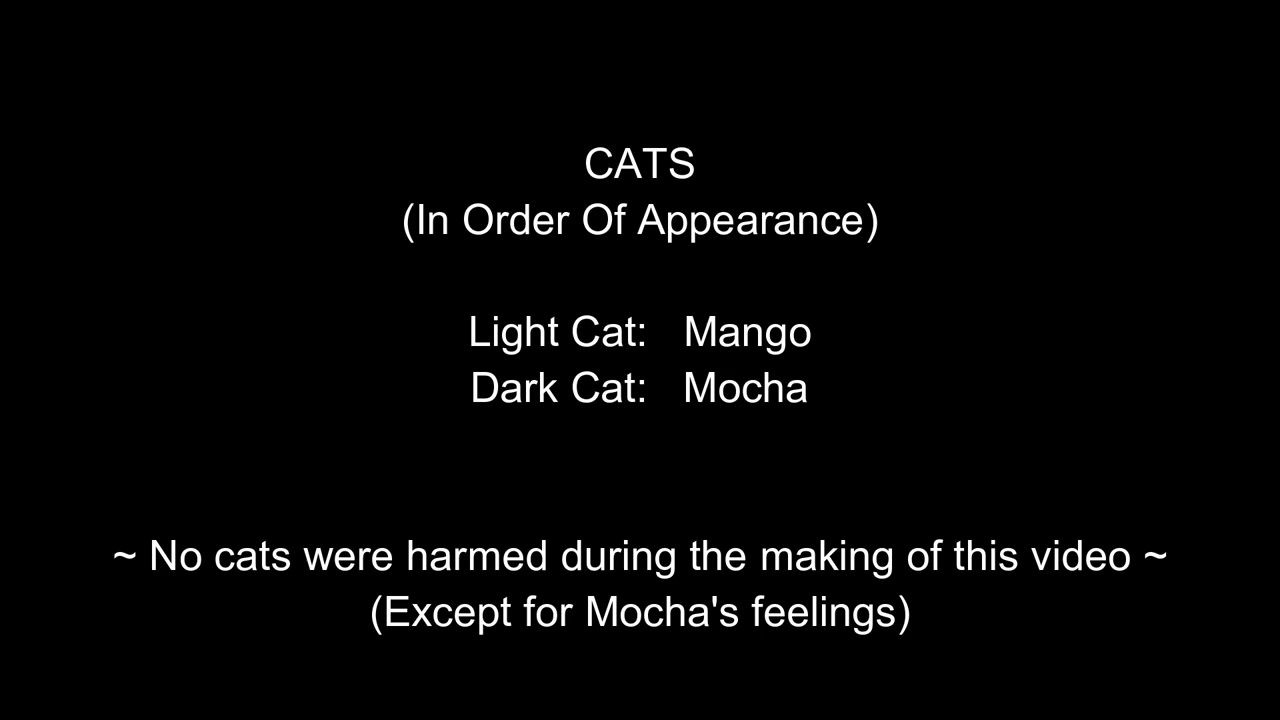 CATS
(In Order Of Appearance)
Light Cat: Mango
Dark Cat: Mocha
~ No cats were harmed during the making of this video ~
(Except for Mocha's feelings)